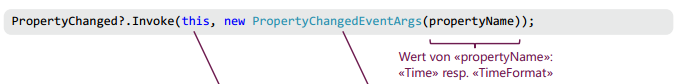 PropertyChanged?.Invoke(this, new PropertyChangedEventArgs(propertyName));
Wert von «propertyName»:
«Time» resp. «TimeFormat»